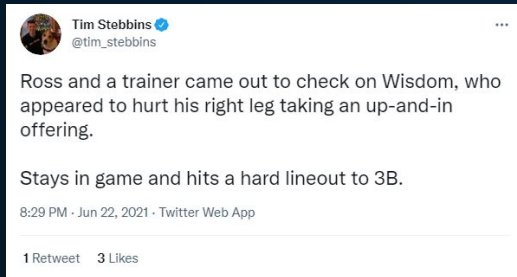 Tim Stebbins
@tim_stebbins
Ross and a trainer came out to check on Wisdom, who
appeared to hurt his right leg taking an up-and-in
offering.
Stays in game and hits a hard lineout to 3B.
8:29 PM · Jun 22, 2021 · Twitter Web App
1 Retweet 3 Likes